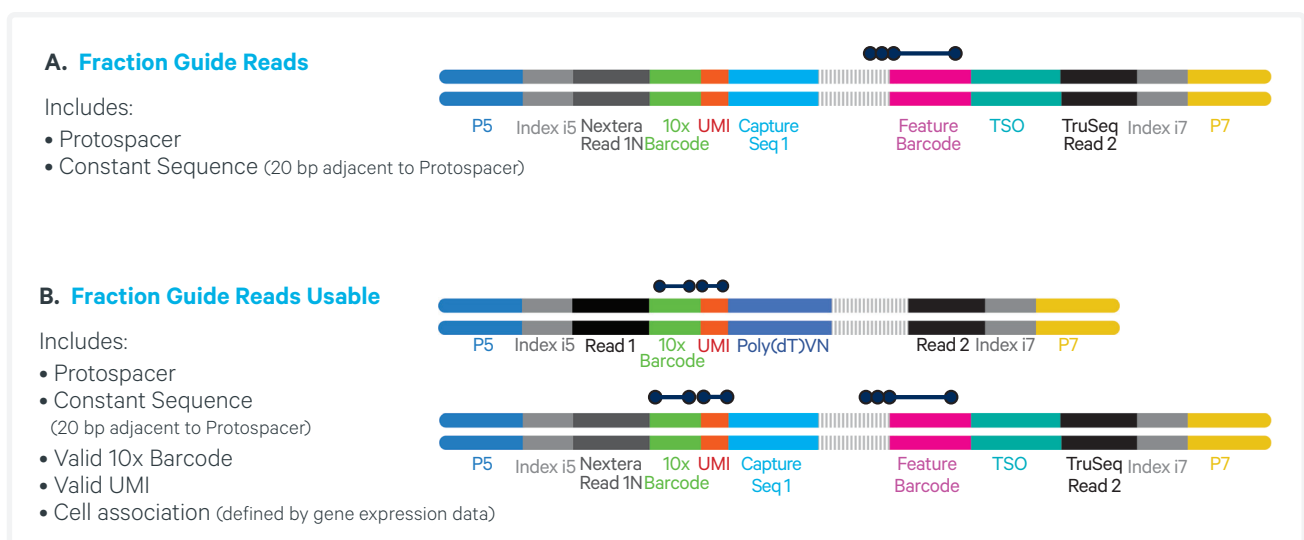 A. Fraction Guide Reads
Includes:
• Protospacer
• Constant Sequence (20 bp adjacent to Protospacer)
P5 Index i5 Nextera Read 1N 10x Barcode UMI Capture Seq 1 Feature Barcode TSO TruSeq Read 2 Index i7 P7
B. Fraction Guide Reads Usable
Includes:
• Protospacer
• Constant Sequence
(20 bp adjacent to Protospacer)
• Valid 10x Barcode
• Valid UMI
• Cell association (defined by gene expression data)
P5 Index i5 Read 1 10x Barcode UMI Poly(dT)VN Read 2 Index i7 P7
P5 Index i5 Nextera Read 1N 10x Barcode UMI Capture Seq 1 Feature Barcode TSO TruSeq Read 2 Index i7 P7